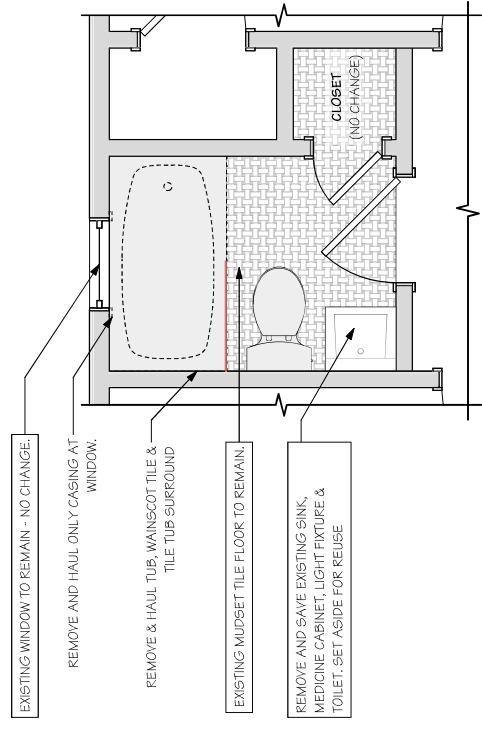 EXISTING WINDOW TO REMAIN - NO CHANGE.
REMOVE AND HAUL ONLY CASING AT
WINDOW.
REMOVE & HAUL TUB, WAINSCOT TILE &
TILE TUB SURROUND
EXISTING MUDSET TILE FLOOR TO REMAIN.
REMOVE AND SAVE EXISTING SINK,
MEDICINE CABINET, LIGHT FIXTURE &
TOILET. SET ASIDE FOR REUSE
CLOSET
(NO CHANGE)